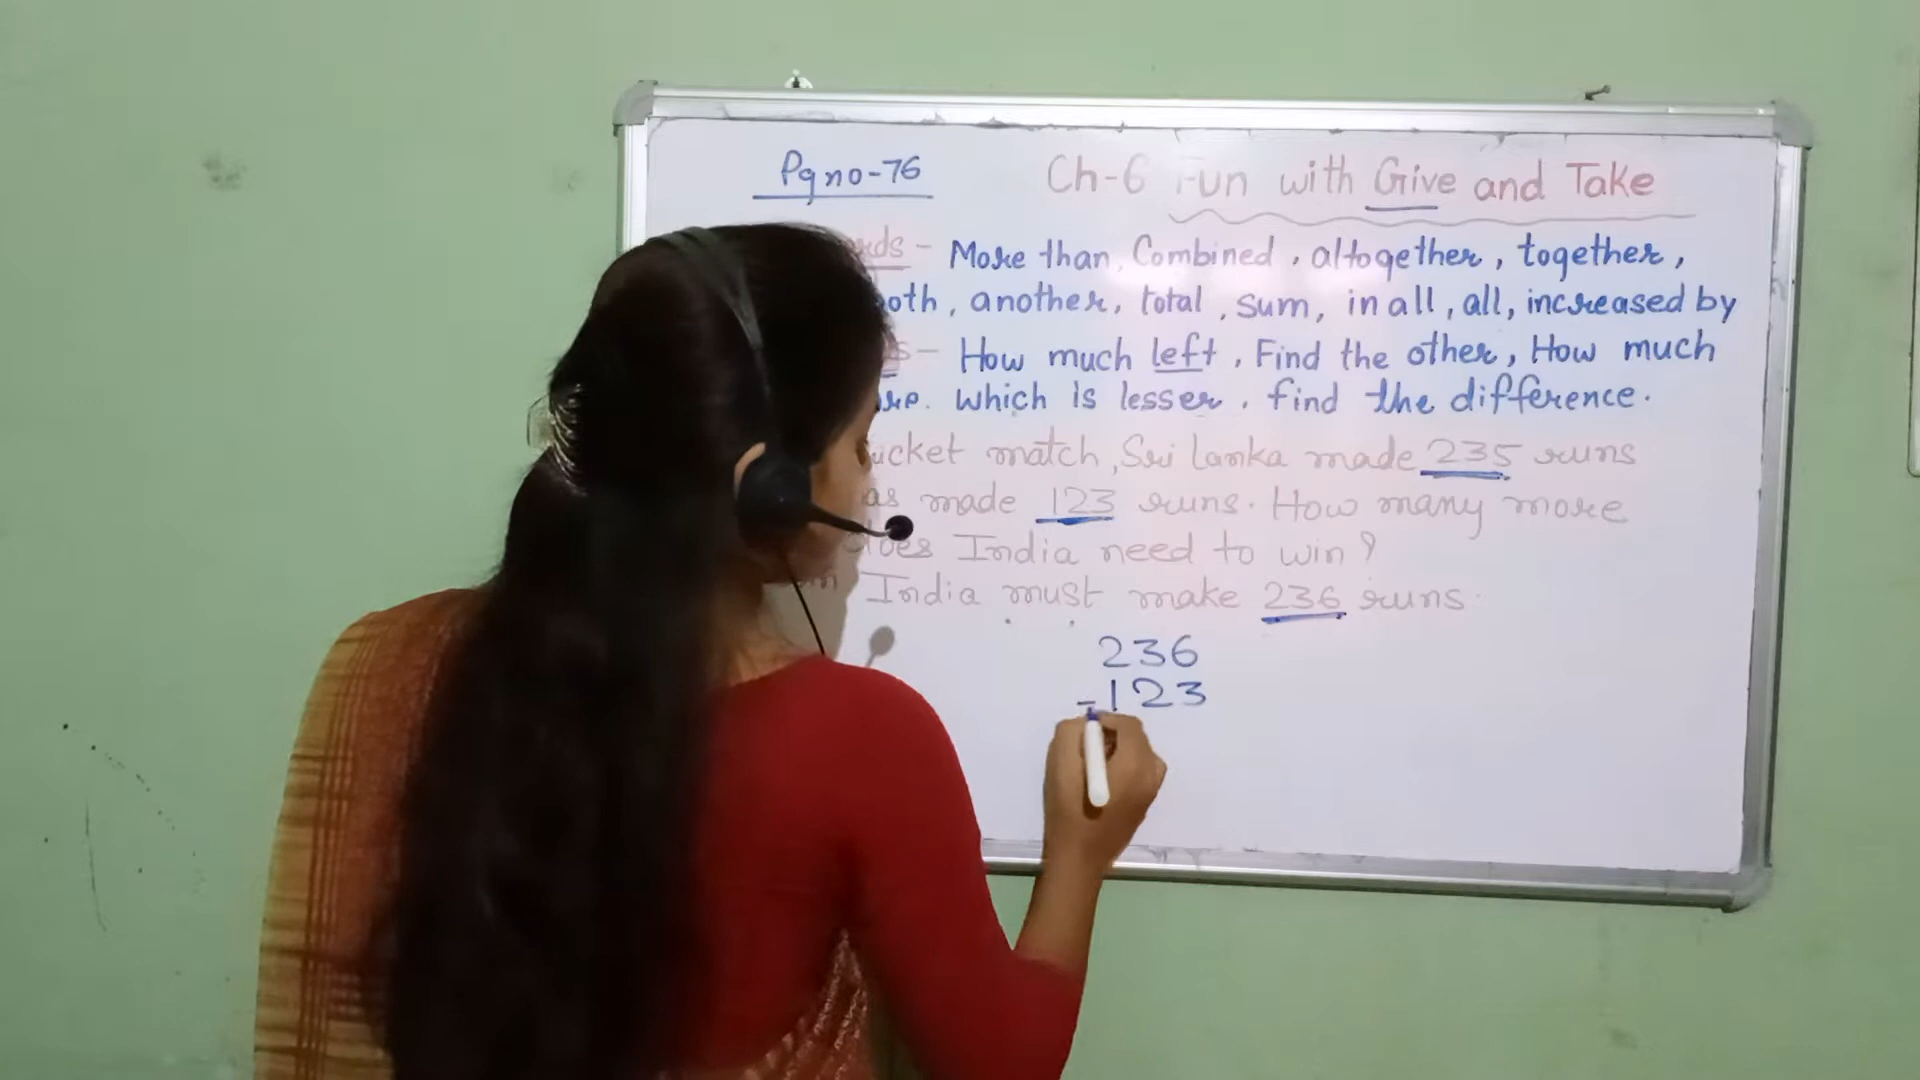 Pg no-76
Ch-6 Fun with Give and Take
- More than, Combined, altogether, together,
another, total, sum, in all, all, increased by
- How much left, Find the other, How much
which is lesser, find the difference.
match, Sri Lanka made 235 runs
made 123 runs. How many more
does India need to win?
India must make 236 runs.
236
-123